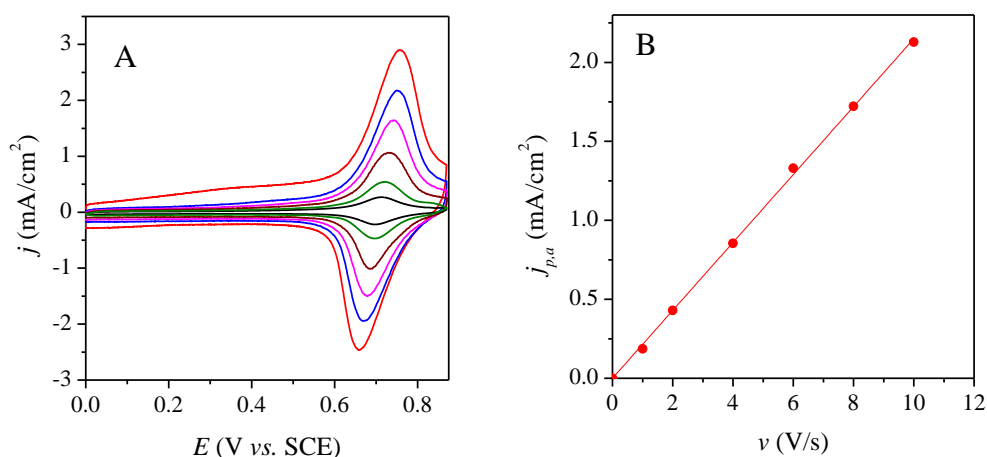 A
j (mA/cm²)
3
2
1
0
-1
-2
-3
0.0 0.2 0.4 0.6 0.8
E (V vs. SCE)
B
j_{p,a} (mA/cm²)
2.0
1.5
1.0
0.5
0.0
0 2 4 6 8 10 12
v (V/s)